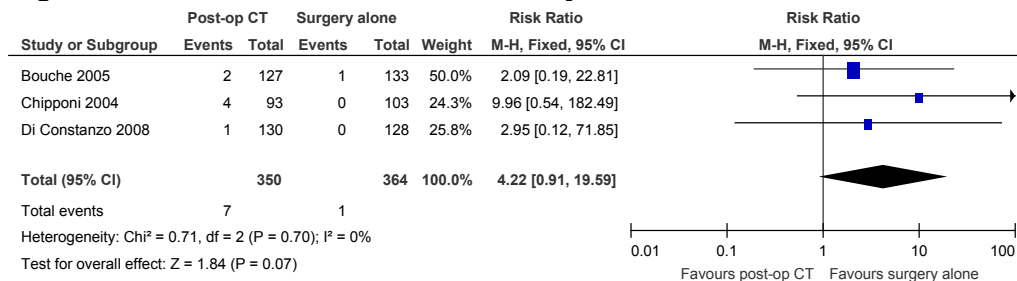 Post-op CT Surgery alone Risk Ratio Risk Ratio
Study or Subgroup Events Total Events Total Weight M-H, Fixed, 95% CI M-H, Fixed, 95% CI
Bouche 2005 2 127 1 133 50.0% 2.09 [0.19, 22.81]
Chipponi 2004 4 93 0 103 24.3% 9.96 [0.54, 182.49]
Di Constanzo 2008 1 130 0 128 25.8% 2.95 [0.12, 71.85]
Total (95% CI) 350 364 100.0% 4.22 [0.91, 19.59]
Total events 7 1
Heterogeneity: Chi² = 0.71, df = 2 (P = 0.70); I² = 0%
Test for overall effect: Z = 1.84 (P = 0.07)
0.01 0.1 1 10 100
Favours post-op CT Favours surgery alone